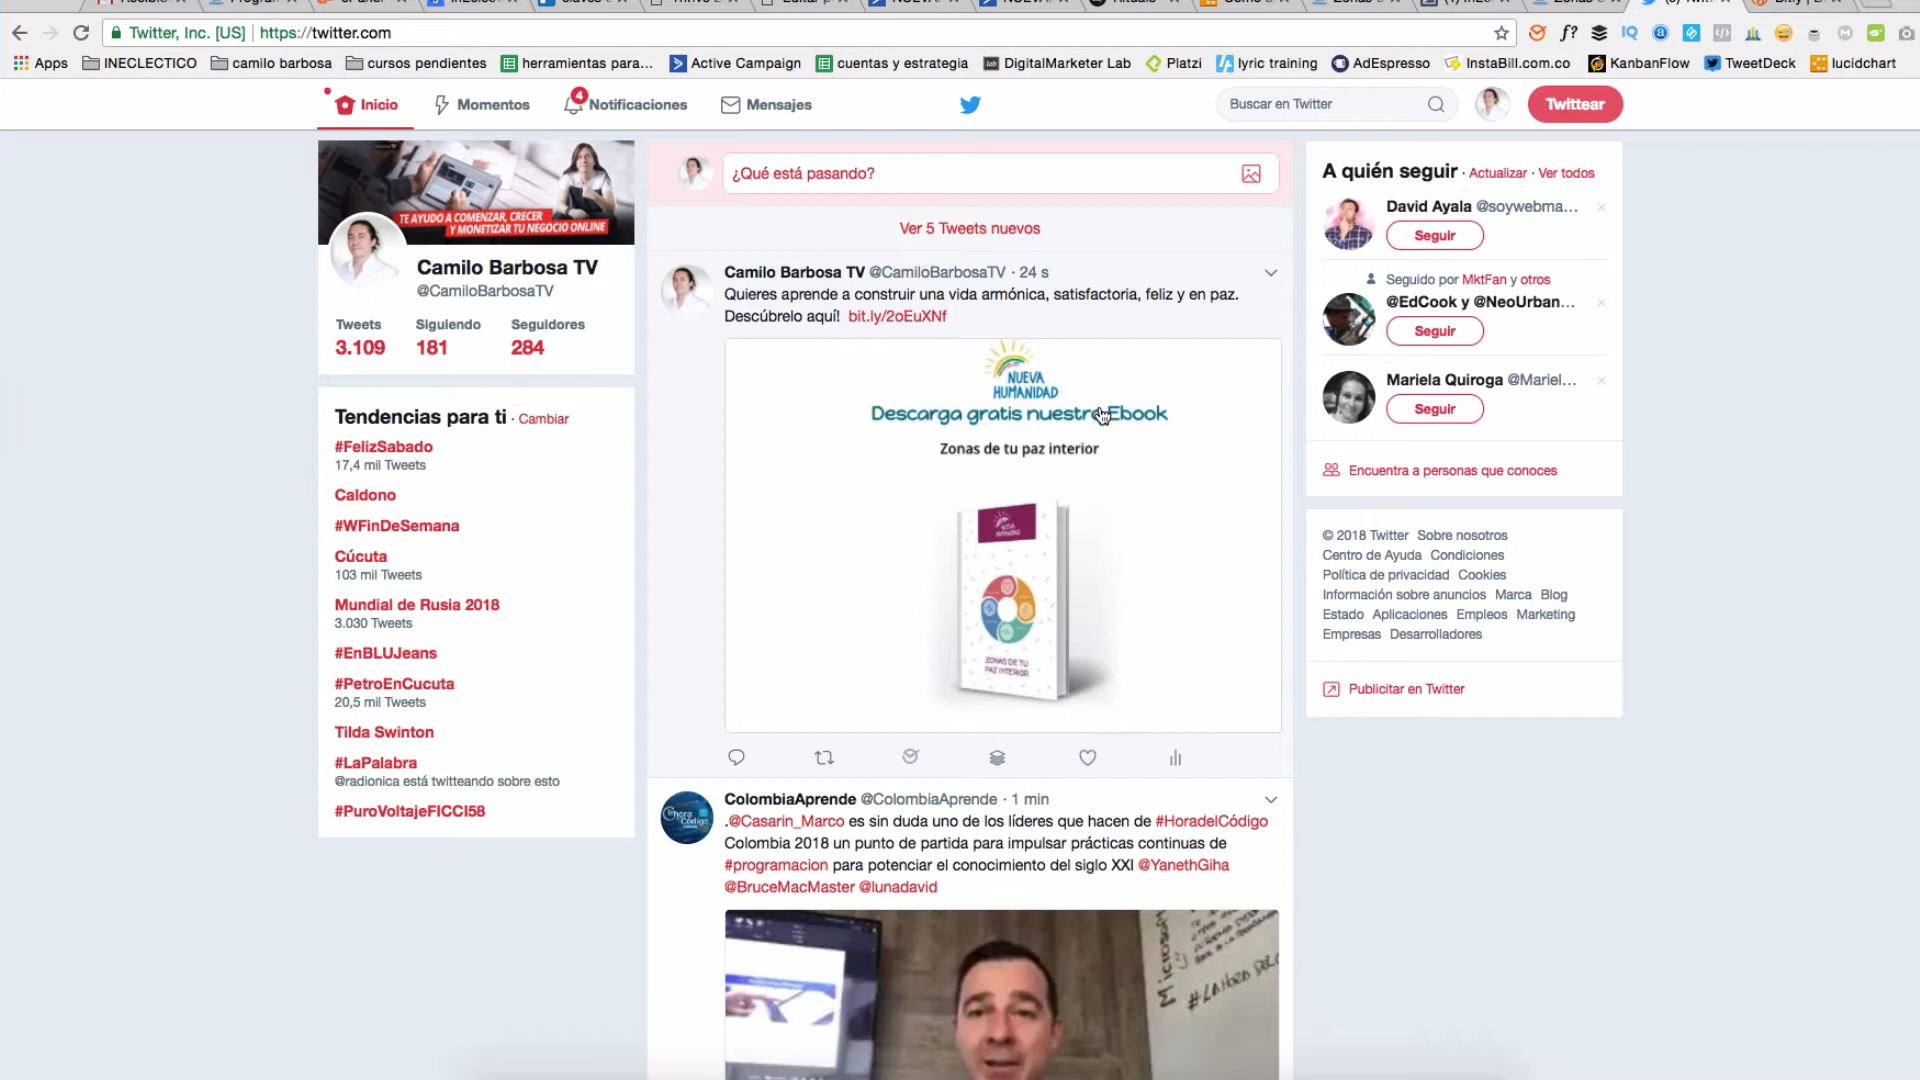 Twitter, Inc. [US] https://twitter.com
Apps INECLECTICO camilo barbosa cursos pendientes herramientas para... Active Campaign cuentas y estrategia DigitalMarketer Lab Platzi lyric training AdEspresso InstaBill.com.co KanbanFlow TweetDeck lucidchart
Inicio Momentos 4 Notificaciones Mensajes Buscar en Twitter Twittear
TE AYUDO A COMENZAR, CRECER
Y MONETIZAR TU NEGOCIO ONLINE
Camilo Barbosa TV
@CamiloBarbosaTV
Tweets Siguiendo Seguidores
3.109 181 284
Tendencias para ti · Cambiar
#FelizSabado
17,4 mil Tweets
Caldono
#WFinDeSemana
Cúcuta
103 mil Tweets
Mundial de Rusia 2018
3.030 Tweets
#EnBLUJeans
#PetroEnCucuta
20,5 mil Tweets
Tilda Swinton
#LaPalabra
@radionica está twitteando sobre esto
#PuroVoltajeFICCI58
¿Qué está pasando?
Ver 5 Tweets nuevos
Camilo Barbosa TV @CamiloBarbosaTV · 24 s
Quieres aprende a construir una vida armónica, satisfactoria, feliz y en paz.
Descúbrelo aquí! bit.ly/2oEuXNf
NUEVA
HUMANIDAD
Descarga gratis nuestro Ebook
Zonas de tu paz interior
NUEVA
HUMANIDAD
ZONAS DE TU
PAZ INTERIOR
ColombiaAprende @ColombiaAprende · 1 min
.@Casarin_Marco es sin duda uno de los líderes que hacen de #HoradelCódigo
Colombia 2018 un punto de partida para impulsar prácticas continuas de
#programacion para potenciar el conocimiento del siglo XXI @YanethGiha
@BruceMacMaster @lunadavid
Microsoft
A quién seguir · Actualizar · Ver todos
David Ayala @soywebma...
Seguir
Seguido por MktFan y otros
@EdCook y @NeoUrban...
Seguir
Mariela Quiroga @Mariel...
Seguir
Encuentra a personas que conoces
© 2018 Twitter Sobre nosotros
Centro de Ayuda Condiciones
Política de privacidad Cookies
Información sobre anuncios Marca Blog
Estado Aplicaciones Empleos Marketing
Empresas Desarrolladores
Publicitar en Twitter